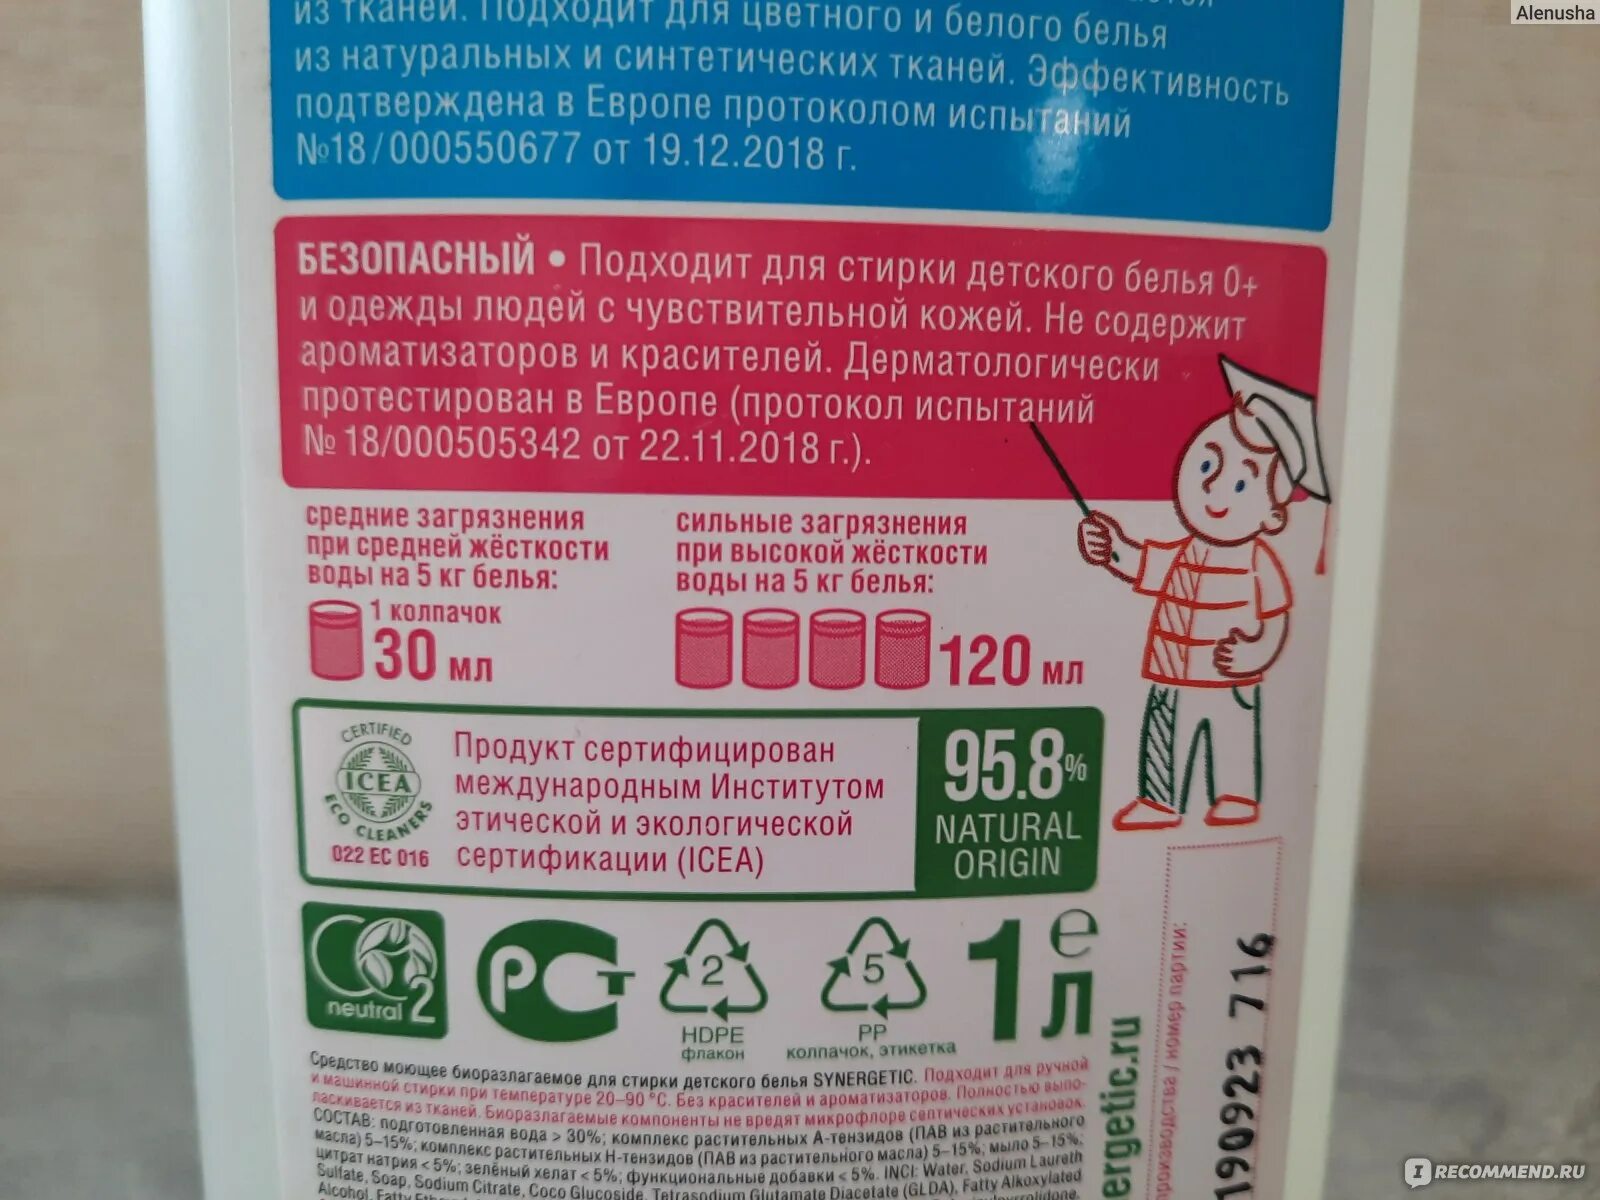 Alenusha
из тканей. Подходит для цветного и белого белья
из натуральных и синтетических тканей. Эффективность
подтверждена в Европе протоколом испытаний
№18/000550677 от 19.12.2018 г.
БЕЗОПАСНЫЙ • Подходит для стирки детского белья 0+
и одежды людей с чувствительной кожей. Не содержит
ароматизаторов и красителей. Дерматологически
протестирован в Европе (протокол испытаний
№ 18/000505342 от 22.11.2018 г.).
средние загрязнения
при средней жёсткости
воды на 5 кг белья:
1 колпачок
30 мл
сильные загрязнения
при высокой жёсткости
воды на 5 кг белья:
120 мл
CERTIFIED
ICEA
ECO CLEANERS
022 EC 016
Продукт сертифицирован
международным Институтом
этической и экологической
сертификации (ICEA)
95.8%
NATURAL
ORIGIN
CO2
neutral
РСТ
2
HDPE
флакон
5
PP
колпачок, этикетка
1л
e
Средство моющее биоразлагаемое для стирки детского белья SYNERGETIC. Подходит для ручной
и машинной стирки при температуре 20–90 °С. Без красителей и ароматизаторов. Полностью выпо-
ласкивается из тканей. Биоразлагаемые компоненты не вредят микрофлоре септических установок.
СОСТАВ: подготовленная вода > 30%; комплекс растительных А-тензидов (ПАВ из растительного
масла) 5–15%; комплекс растительных Н-тензидов (ПАВ из растительного масла) 5–15%; мыло 5–15%;
цитрат натрия < 5%; зелёный хелат < 5%; функциональные добавки < 5%. INCI: Water, Sodium Laureth
Sulfate, Soap, Sodium Citrate, Coco Glucoside, Tetrasodium Glutamate Diacetate (GLDA), Fatty Alkoxylated
Alcohol, Fatty
ergetic.ru
производства / номер партии:
190923 716
IRECOMMEND.RU